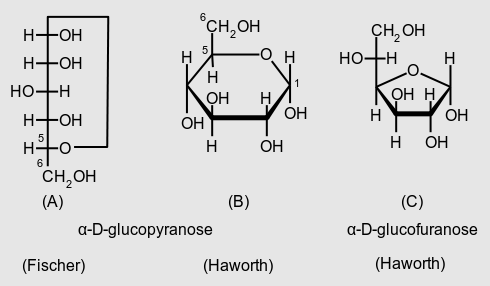 H OH
H OH
HO H
H OH
5
H O
6
CH2OH
(A)
6
CH2OH
5
H O H
H
1
OH H
OH OH
H OH
(B)
CH2OH
HO H
O H
OH H
H OH
H OH
(C)
α-D-glucopyranose
α-D-glucofuranose
(Fischer)
(Haworth)
(Haworth)